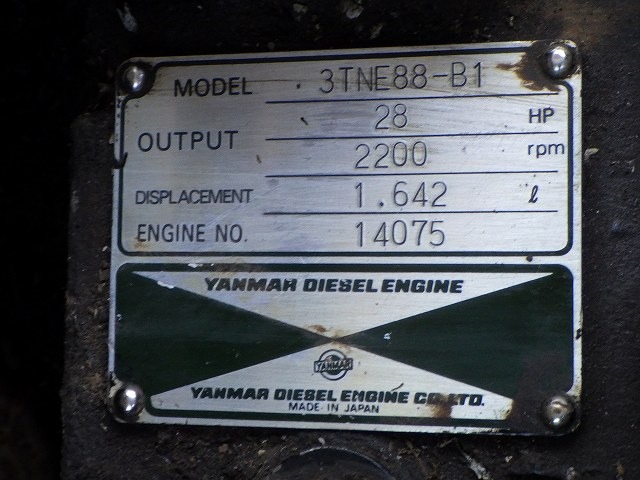 MODEL 3TNE88-B1
OUTPUT 28 HP
2200 rpm
DISPLACEMENT 1.642 ℓ
ENGINE NO. 14075
YANMAR DIESEL ENGINE
YANMAR
YANMAR DIESEL ENGINE CO., LTD.
MADE IN JAPAN